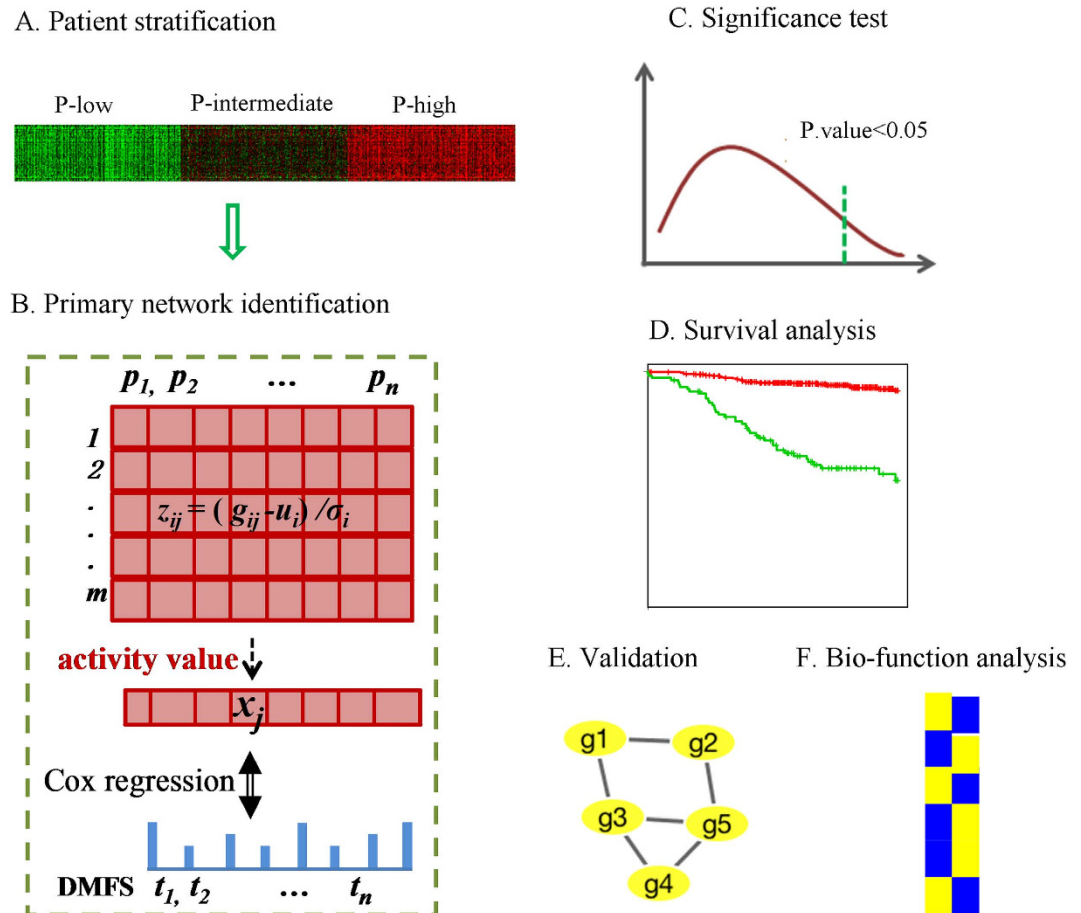 A. Patient stratification
P-low P-intermediate P-high
B. Primary network identification
p1, p2 ... pn
1
2
.
.
.
m
zij = ( gij -ui ) /σi
activity value
xj
Cox regression
DMFS t1, t2 ... tn
C. Significance test
P.value<0.05
D. Survival analysis
E. Validation
g1 g2
g3 g5
g4
F. Bio-function analysis